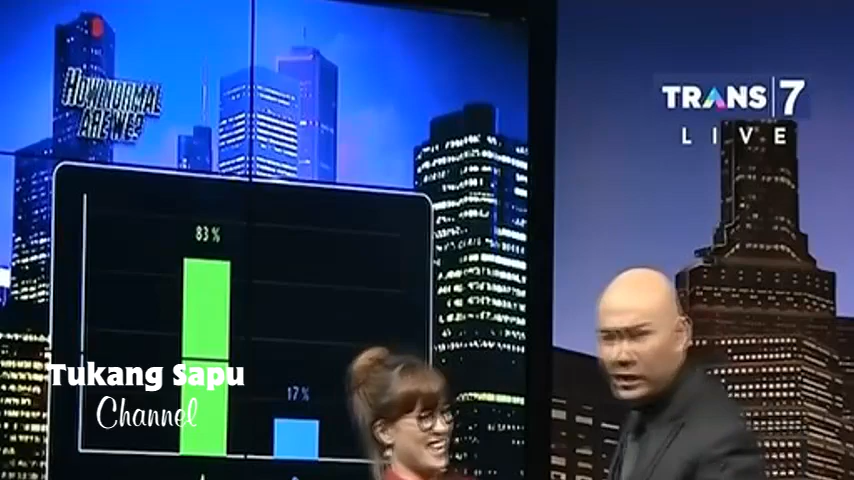 HOW NORMAL
ARE WE?
TRANS|7
LIVE
83%
17%
Tukang Sapu
Channel